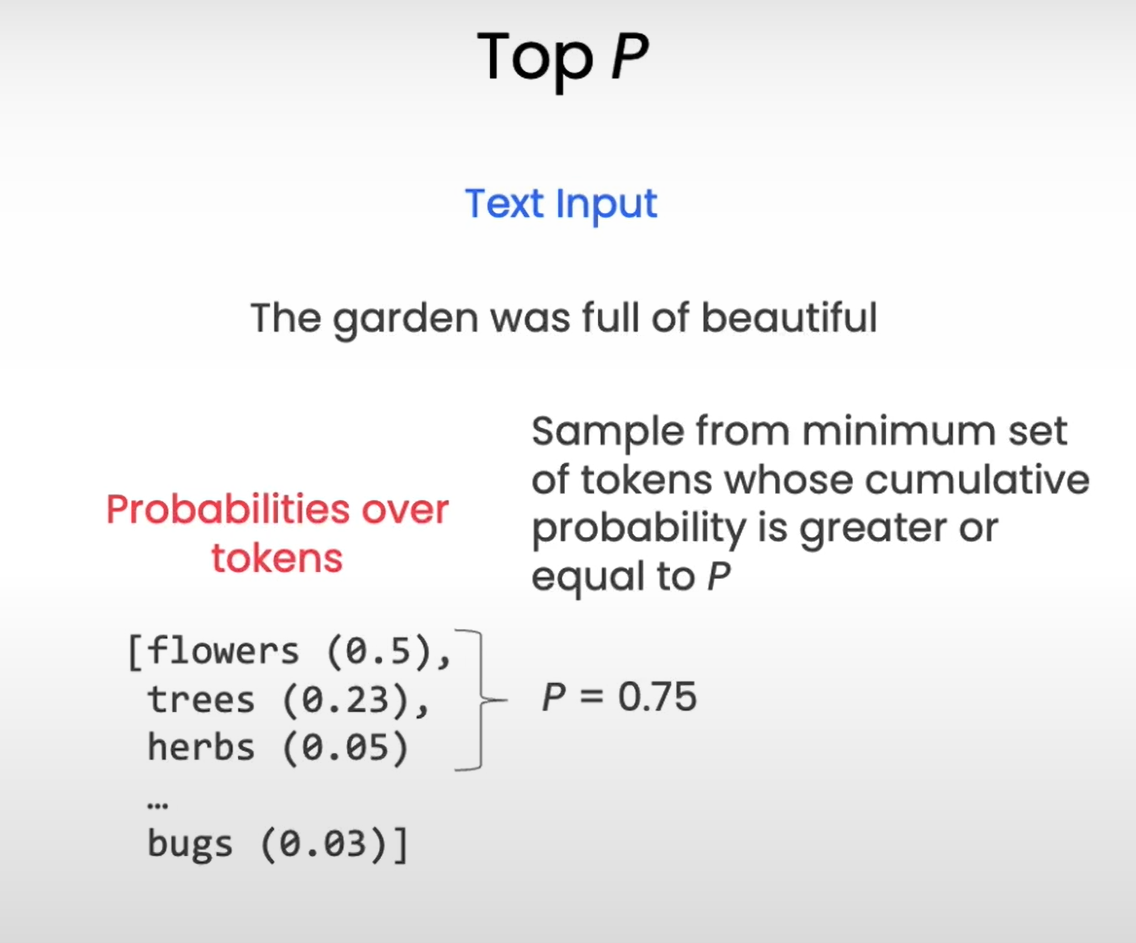 Top P
Text Input
The garden was full of beautiful
Probabilities over
tokens
Sample from minimum set
of tokens whose cumulative
probability is greater or
equal to P
[flowers (0.5),
trees (0.23),
herbs (0.05)
...
bugs (0.03)]
P = 0.75